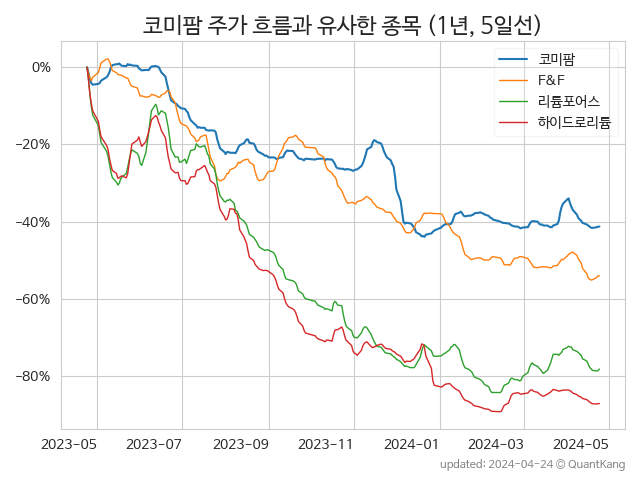 코미팜 주가 흐름과 유사한 종목 (1년, 5일선)
코미팜
F&F
리튬포어스
하이드로리튬
0%
−20%
−40%
−60%
−80%
2023-05 2023-07 2023-09 2023-11 2024-01 2024-03 2024-05
updated: 2024-04-24 © QuantKang